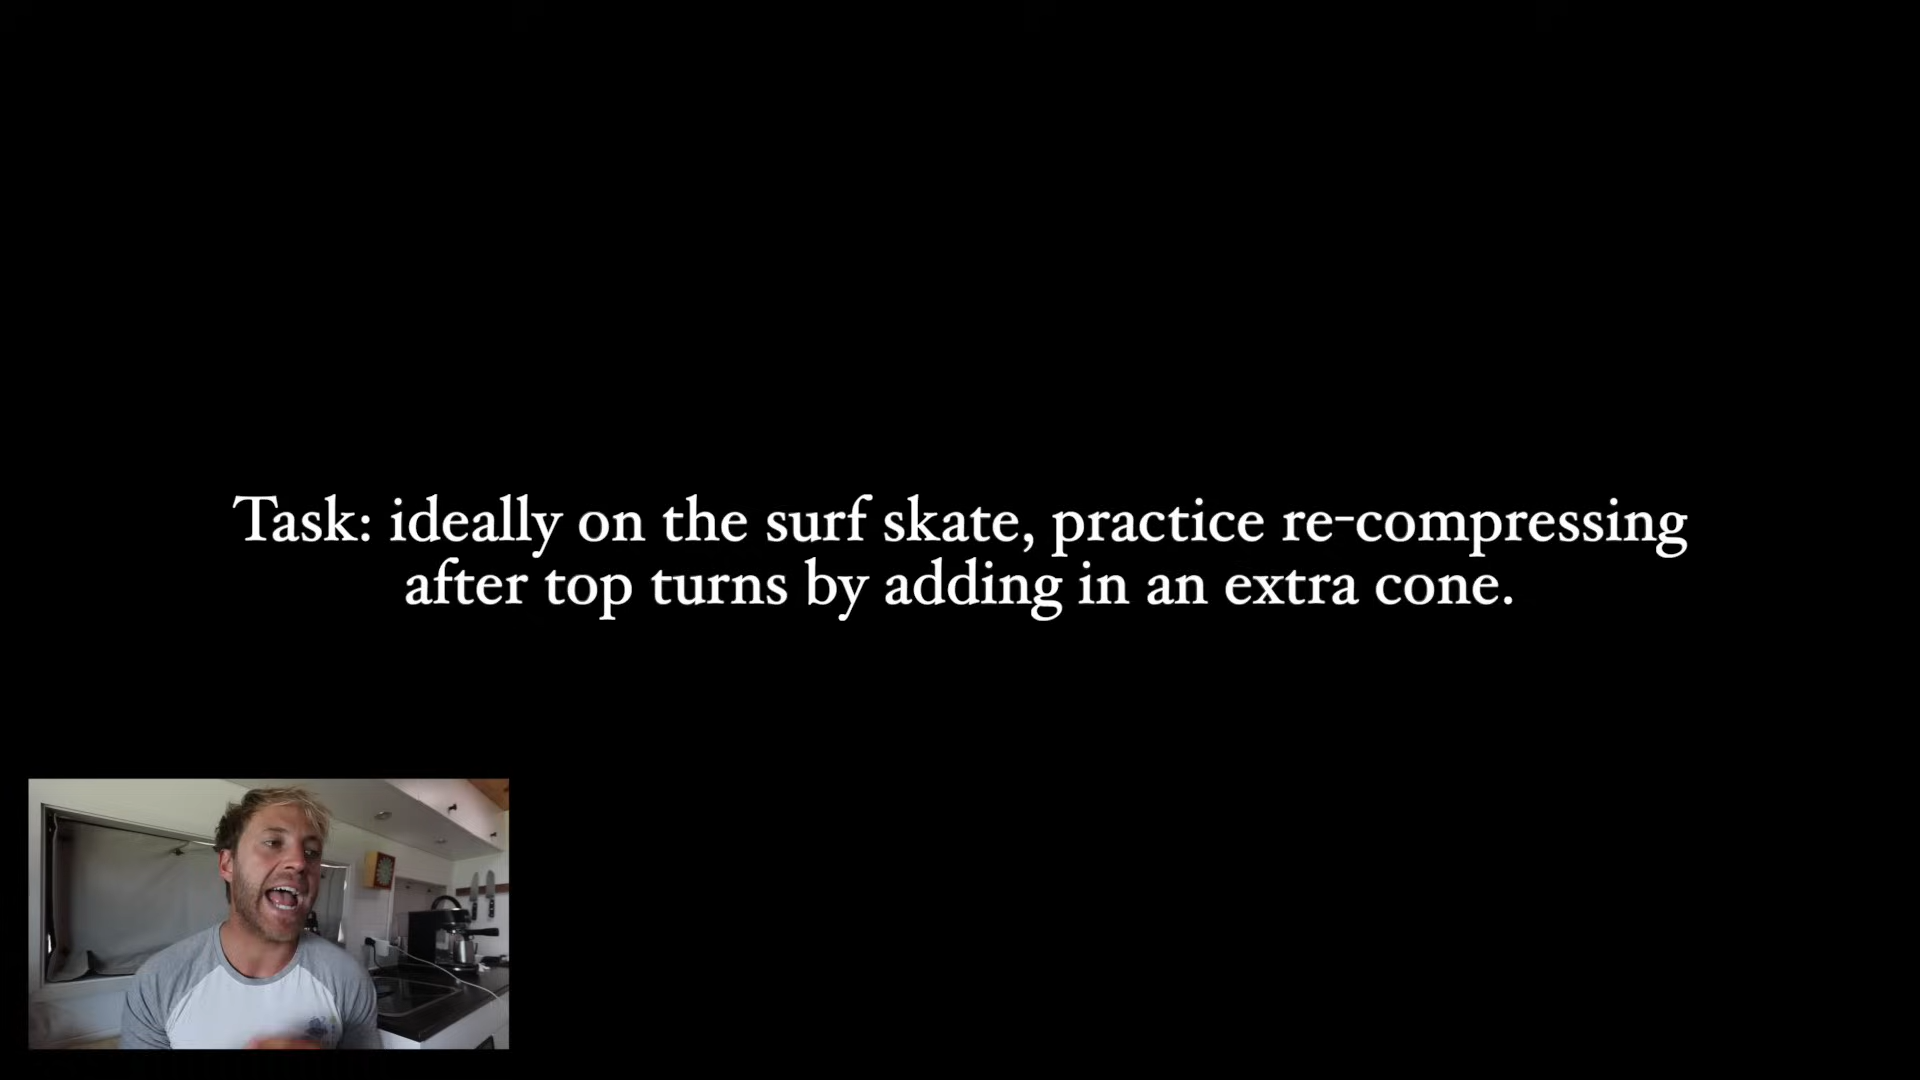 Task: ideally on the surf skate, practice re-compressing
after top turns by adding in an extra cone.